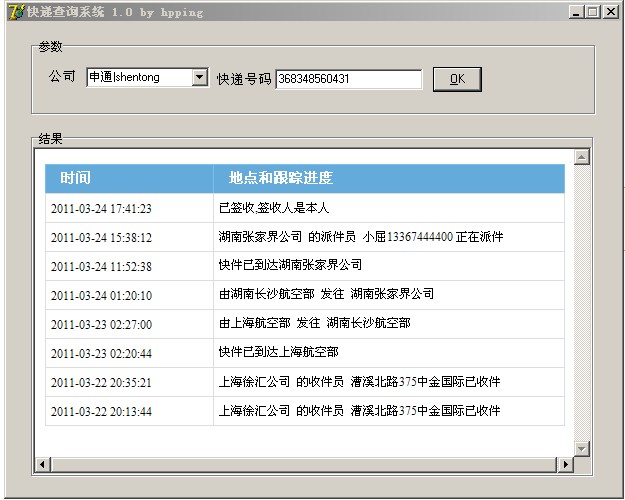 快递查询系统 1.0 by hpping
参数
公司 申通|shentong 快递号码 368348560431 OK
结果
时间 地点和跟踪进度
2011-03-24 17:41:23 已签收,签收人是本人
2011-03-24 15:38:12 湖南张家界公司 的派件员 小屈13367444400 正在派件
2011-03-24 11:52:38 快件已到达湖南张家界公司
2011-03-24 01:20:10 由湖南长沙航空部 发往 湖南张家界公司
2011-03-23 02:27:00 由上海航空部 发往 湖南长沙航空部
2011-03-23 02:20:44 快件已到达上海航空部
2011-03-22 20:35:21 上海徐汇公司 的收件员 漕溪北路375中金国际已收件
2011-03-22 20:13:44 上海徐汇公司 的收件员 漕溪北路375中金国际已收件